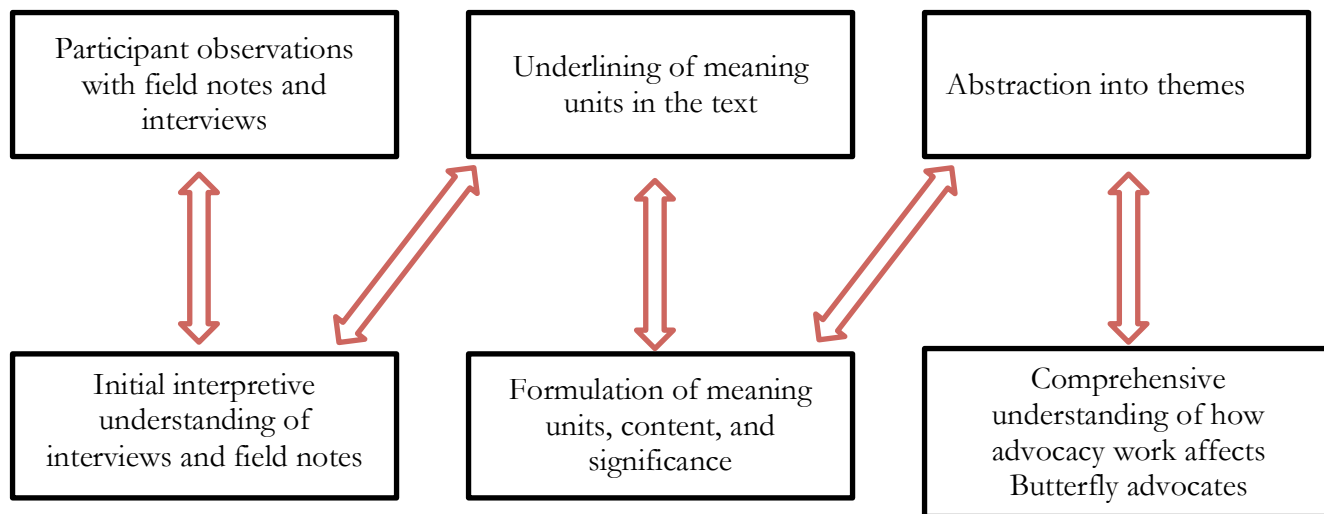 Participant observations
with field notes and
interviews
Underlining of meaning
units in the text
Abstraction into themes
Initial interpretive
understanding of
interviews and field notes
Formulation of meaning
units, content, and
significance
Comprehensive
understanding of how
advocacy work affects
Butterfly advocates